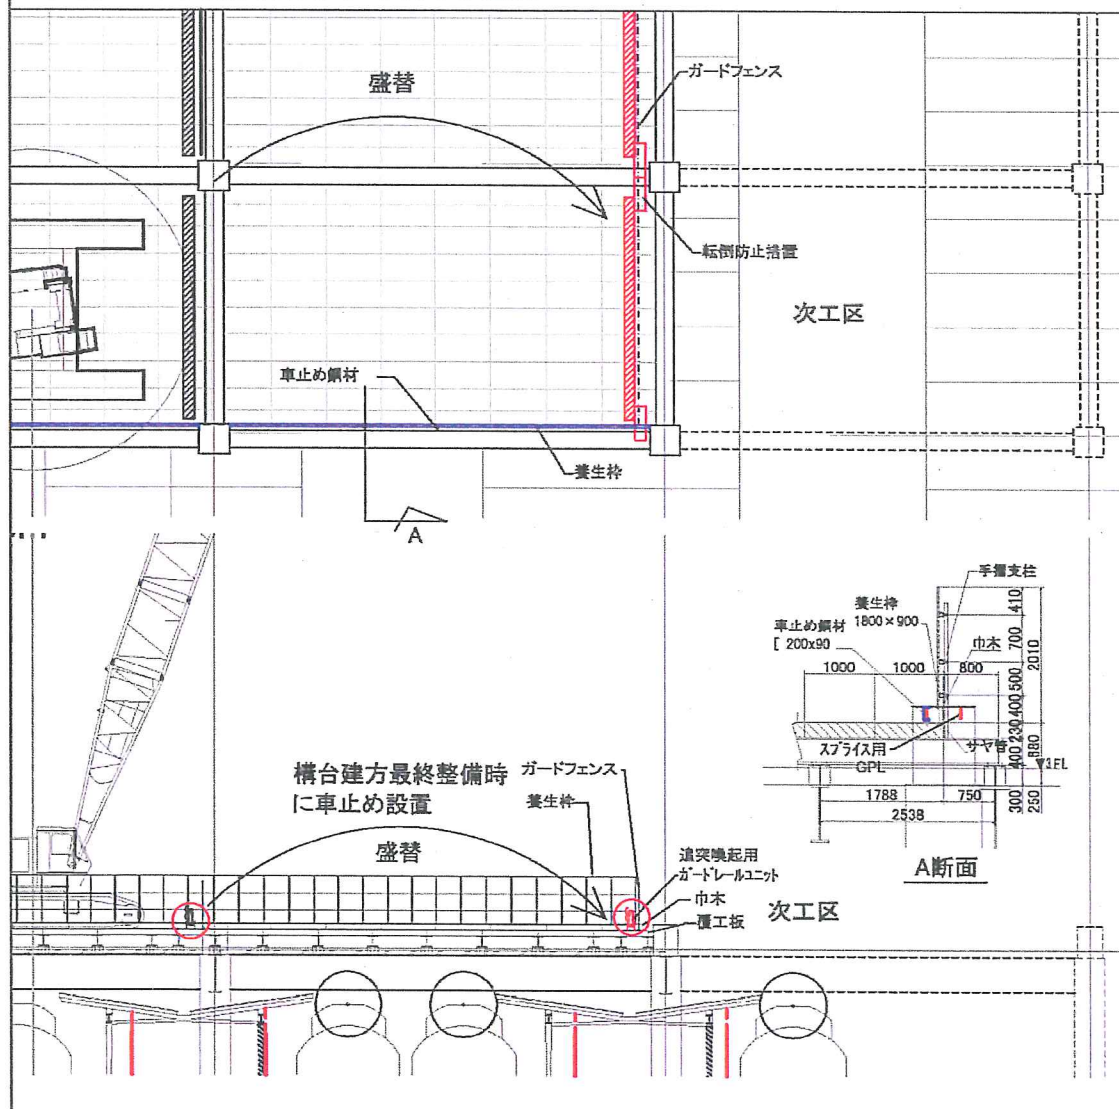 盛替
ガードフェンス
転倒防止措置
次工区
車止め鋼材
養生枠
A
手摺支柱
養生枠
1800×900
車止め鋼材
[ 200x90
巾木
1000
1000
800
410
700
500
400
230
400
300
2010
880
250
スプライス用
GPL
サヤ管
1788
750
2538
A断面
構台建方最終整備時
に車止め設置
ガードフェンス
養生枠
盛替
追突喚起用
ガードレールユニット
巾木
覆工板
次工区